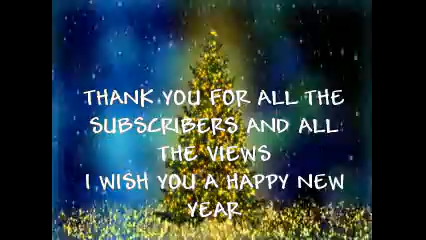 THANK YOU FOR ALL THE
SUBSCRIBERS AND ALL
THE VIEWS
I WISH YOU A HAPPY NEW
YEAR